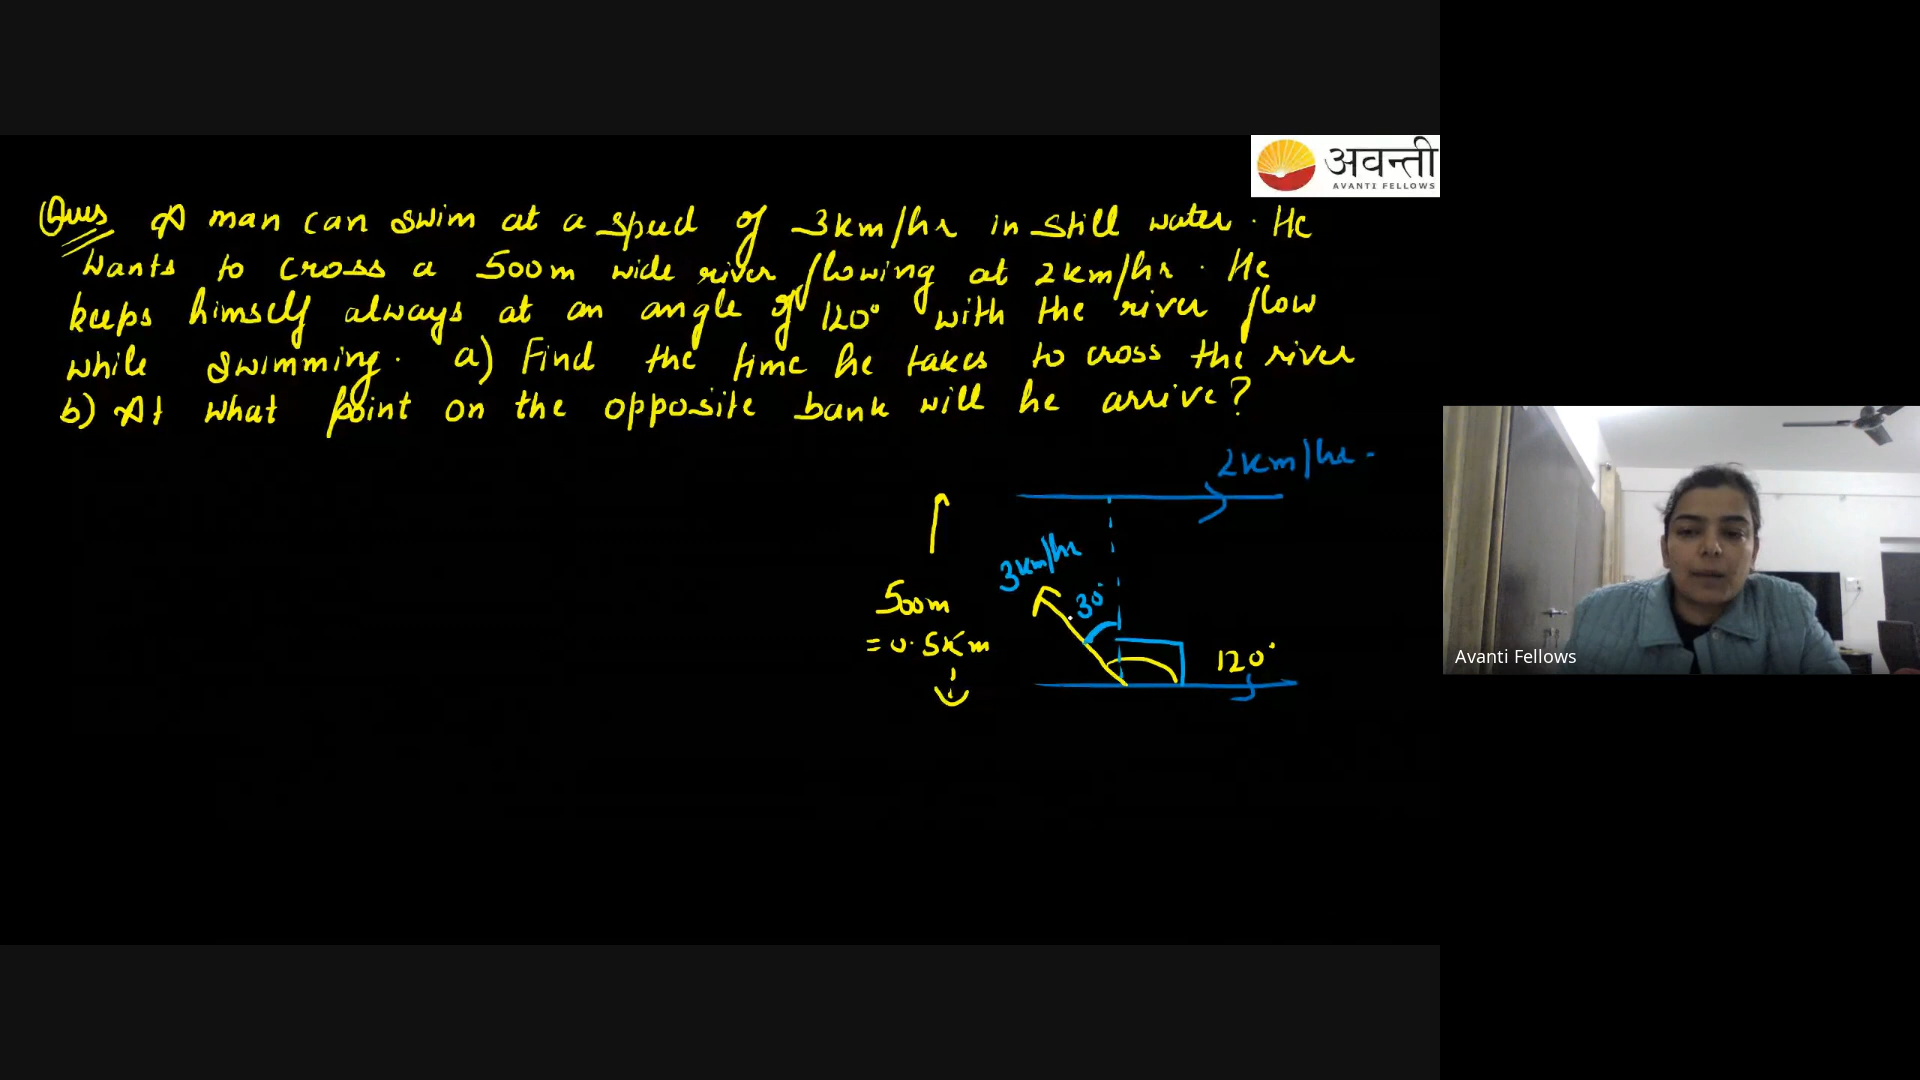 अवन्ती
AVANTI FELLOWS
Ques A man can swim at a speed of 3km/hr in still water. He
wants to cross a 500m wide river flowing at 2km/hr. He
keeps himself always at an angle of 120° with the river flow
while swimming. a) Find the time he takes to cross the river
b) At what point on the opposite bank will he arrive?
2km/hr.
3km/hr
30°
500m
= 0.5Km
120°
Avanti Fellows